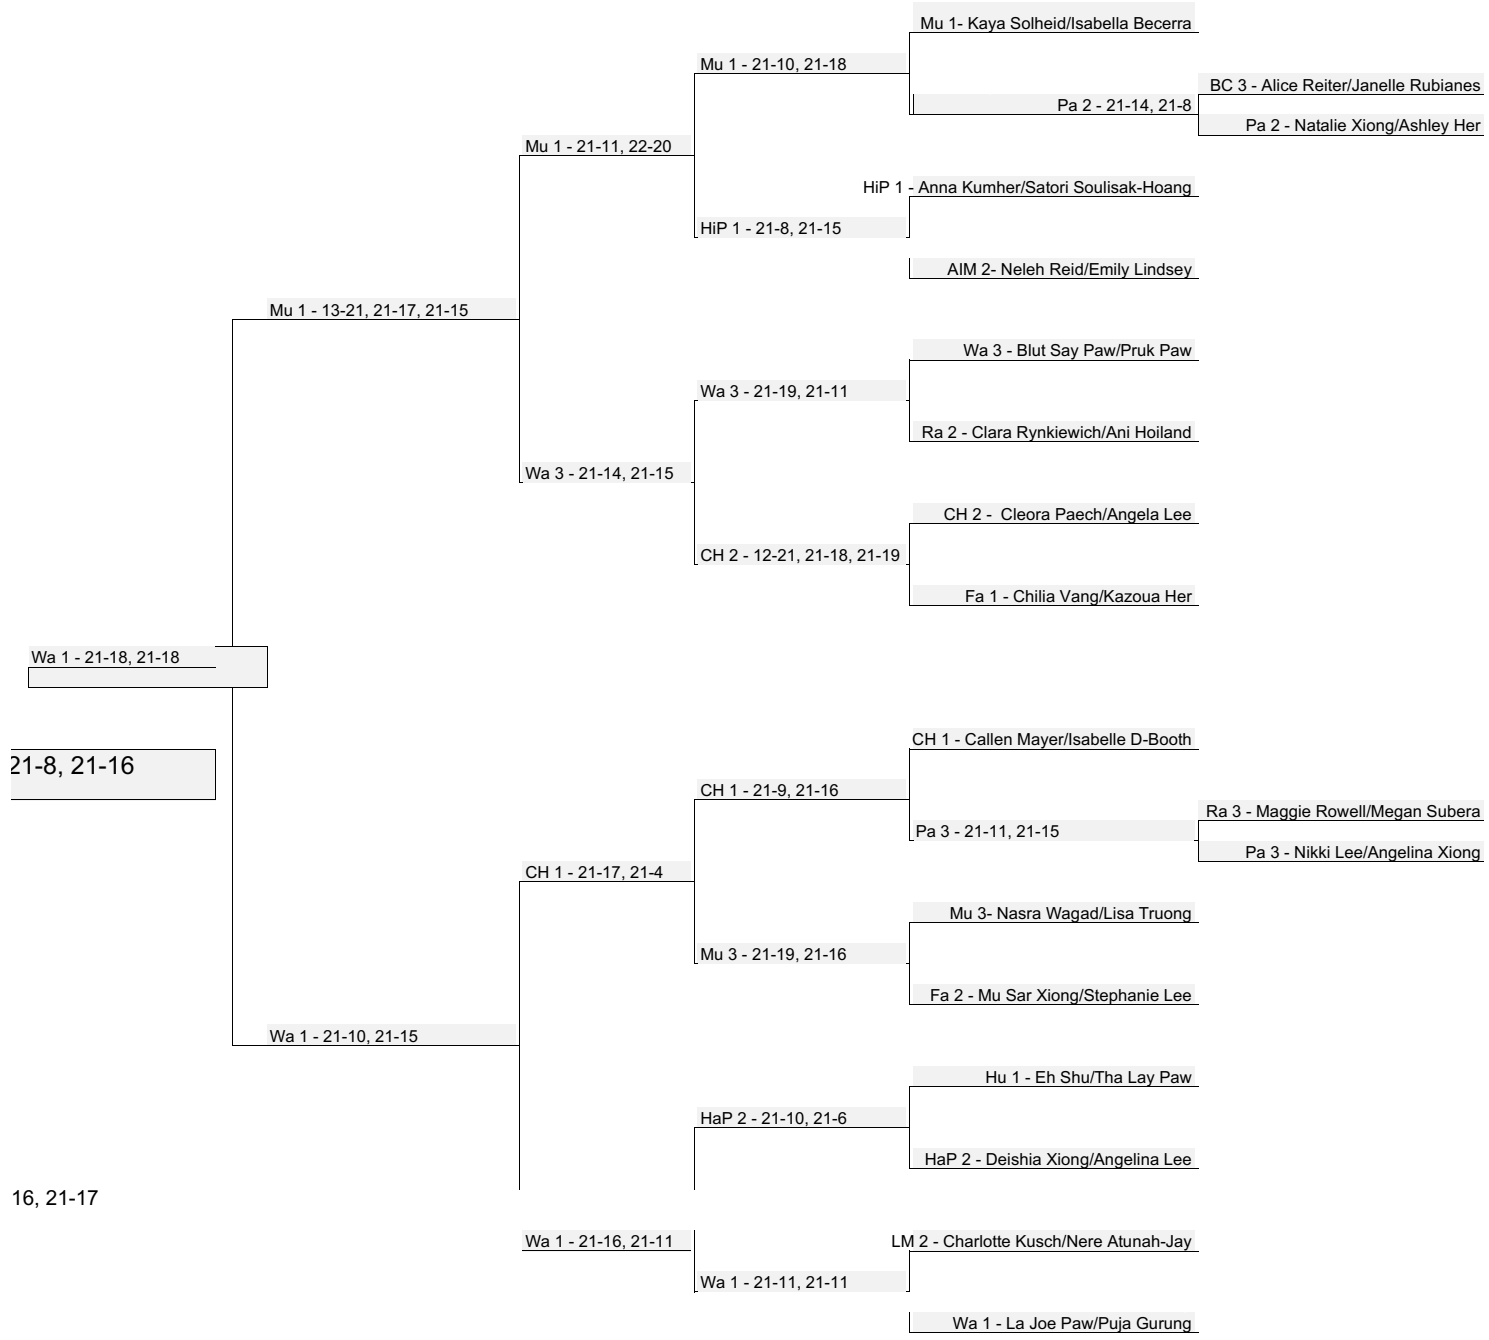 Mu 1- Kaya Solheid/Isabella Becerra
Mu 1 - 21-10, 21-18
BC 3 - Alice Reiter/Janelle Rubianes
Pa 2 - 21-14, 21-8
Pa 2 - Natalie Xiong/Ashley Her
Mu 1 - 21-11, 22-20
HiP 1 - Anna Kumher/Satori Soulisak-Hoang
HiP 1 - 21-8, 21-15
AIM 2- Neleh Reid/Emily Lindsey
Mu 1 - 13-21, 21-17, 21-15
Wa 3 - Blut Say Paw/Pruk Paw
Wa 3 - 21-19, 21-11
Ra 2 - Clara Rynkiewich/Ani Hoiland
Wa 3 - 21-14, 21-15
CH 2 -  Cleora Paech/Angela Lee
CH 2 - 12-21, 21-18, 21-19
Fa 1 - Chilia Vang/Kazoua Her
Wa 1 - 21-18, 21-18
CH 1 - Callen Mayer/Isabelle D-Booth
21-8, 21-16
CH 1 - 21-9, 21-16
Ra 3 - Maggie Rowell/Megan Subera
Pa 3 - 21-11, 21-15
Pa 3 - Nikki Lee/Angelina Xiong
CH 1 - 21-17, 21-4
Mu 3- Nasra Wagad/Lisa Truong
Mu 3 - 21-19, 21-16
Fa 2 - Mu Sar Xiong/Stephanie Lee
Wa 1 - 21-10, 21-15
Hu 1 - Eh Shu/Tha Lay Paw
HaP 2 - 21-10, 21-6
HaP 2 - Deishia Xiong/Angelina Lee
16, 21-17
Wa 1 - 21-16, 21-11
LM 2 - Charlotte Kusch/Nere Atunah-Jay
Wa 1 - 21-11, 21-11
Wa 1 - La Joe Paw/Puja Gurung